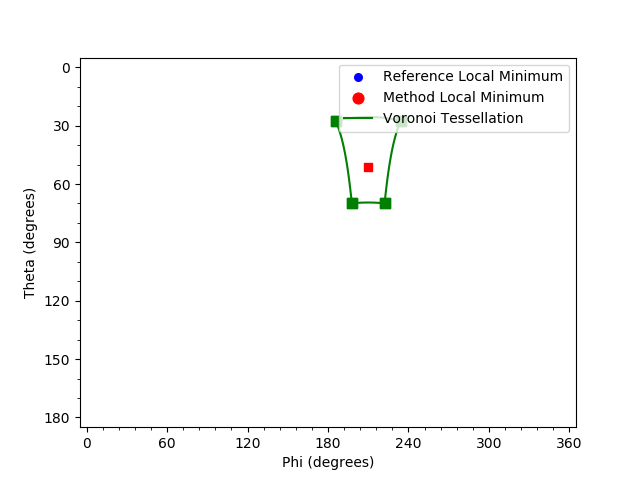 Reference Local Minimum
Method Local Minimum
Voronoi Tessellation
0
30
60
90
120
150
180
Theta (degrees)
0
60
120
180
240
300
360
Phi (degrees)